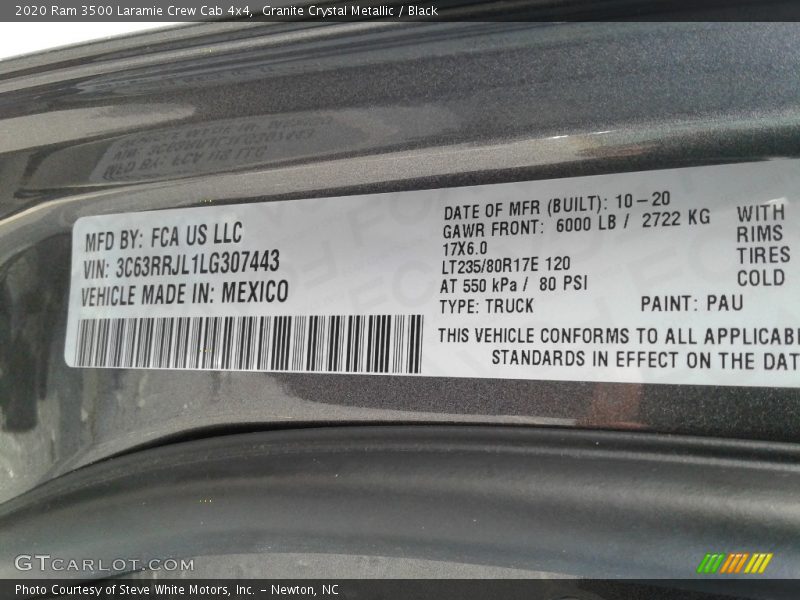 2020 Ram 3500 Laramie Crew Cab 4x4,  Granite Crystal Metallic / Black
MFD BY: FCA US LLC
VIN: 3C63RRJL1LG307443
VEHICLE MADE IN: MEXICO
DATE OF MFR (BUILT): 10-20
GAWR FRONT: 6000 LB / 2722 KG
17X6.0
LT235/80R17E 120
AT 550 kPa / 80 PSI
WITH
RIMS
TIRES
COLD
TYPE: TRUCK
PAINT: PAU
THIS VEHICLE CONFORMS TO ALL APPLICABL
STANDARDS IN EFFECT ON THE DAT
GTCARLOT.COM
Photo Courtesy of Steve White Motors, Inc. – Newton, NC